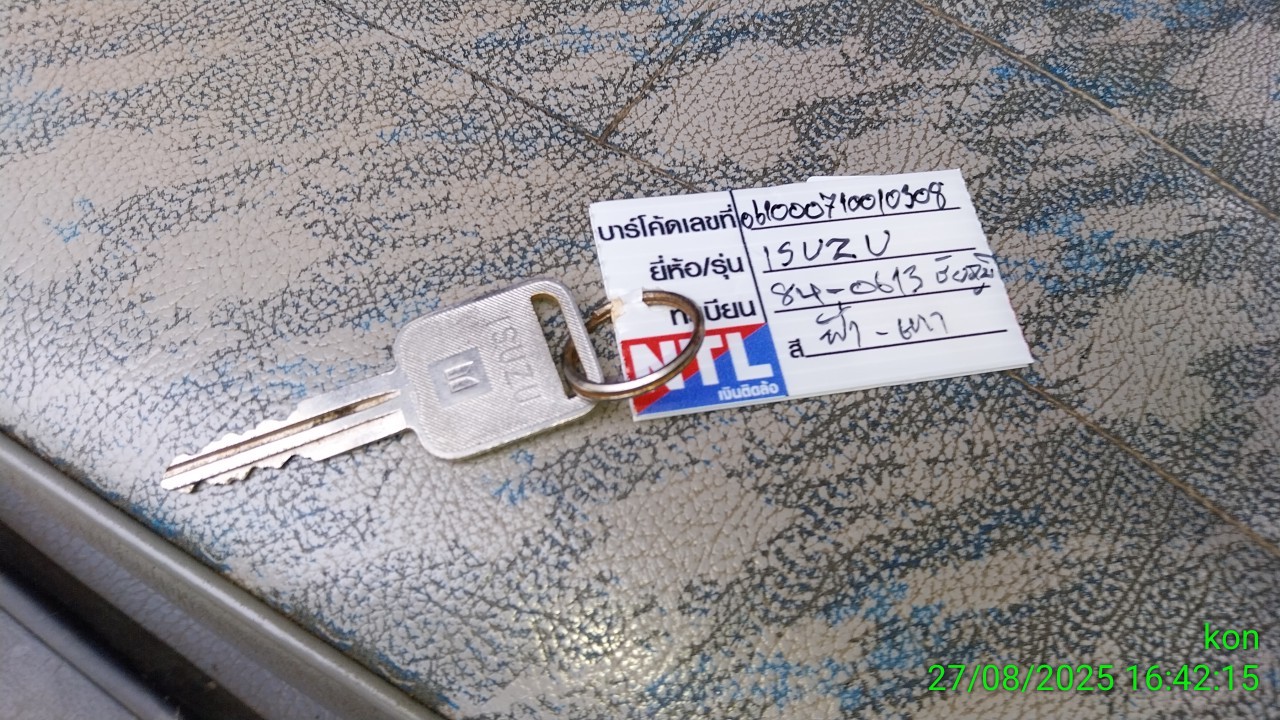 บาร์โค้ดเลขที่ 061000710010308
ยี่ห้อ/รุ่น ISUZU
ทะเบียน 84-0613 ชัยภูมิ
สี ฟ้า - เทา
NTL
เงินติดล้อ
ISUZU
kon
27/08/2025 16:42:15